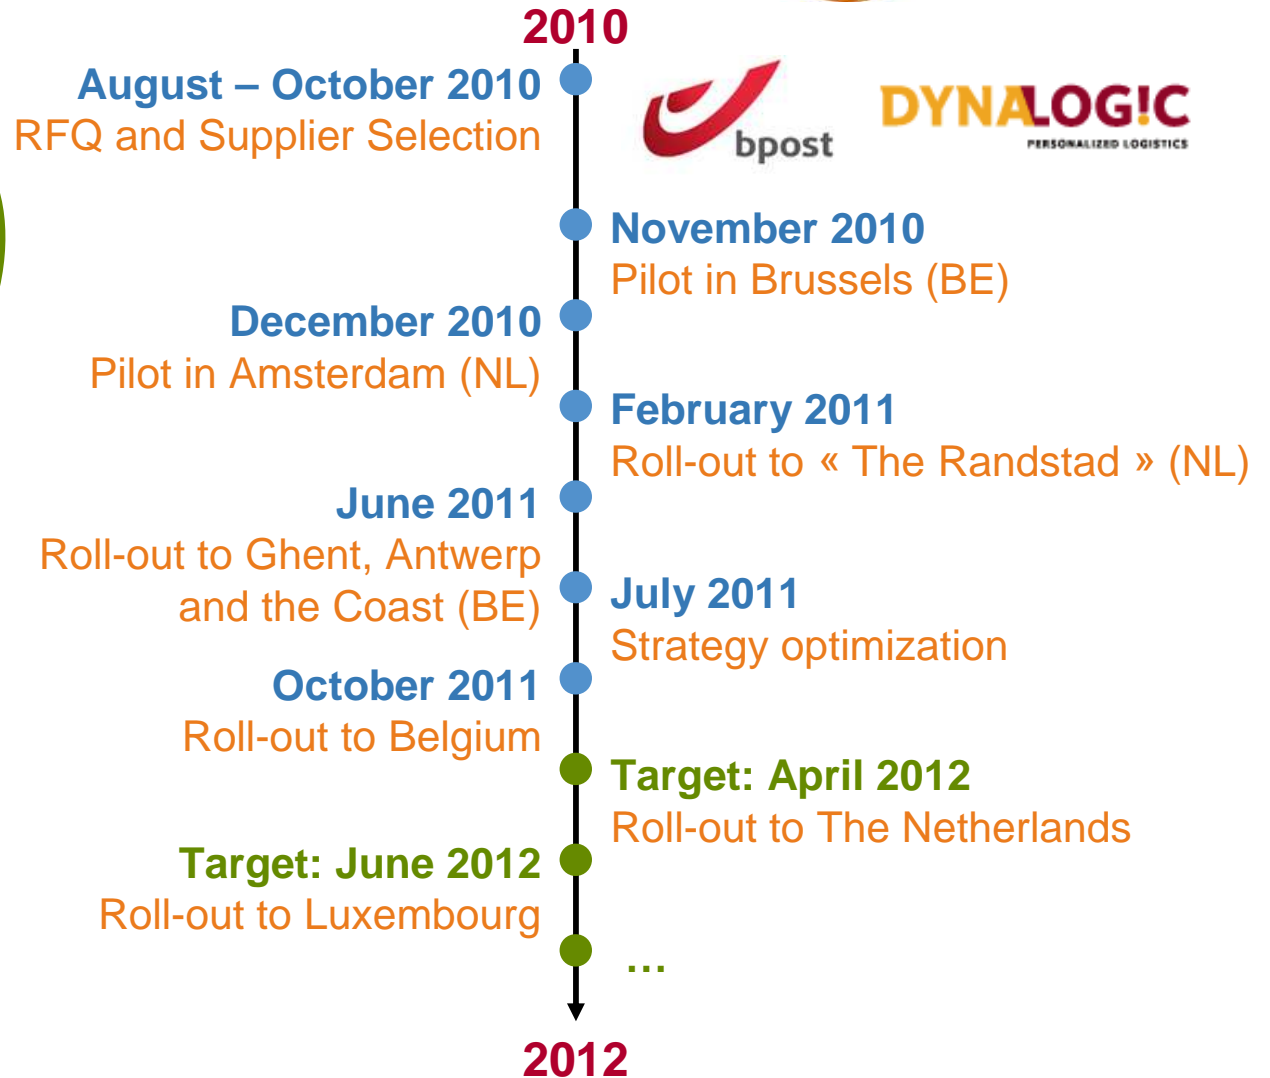 2010
August – October 2010
RFQ and Supplier Selection
bpost
DYNALOG!C
PERSONALIZED LOGISTICS
November 2010
Pilot in Brussels (BE)
December 2010
Pilot in Amsterdam (NL)
February 2011
Roll-out to « The Randstad » (NL)
June 2011
Roll-out to Ghent, Antwerp
and the Coast (BE)
July 2011
Strategy optimization
October 2011
Roll-out to Belgium
Target: April 2012
Roll-out to The Netherlands
Target: June 2012
Roll-out to Luxembourg
…
2012